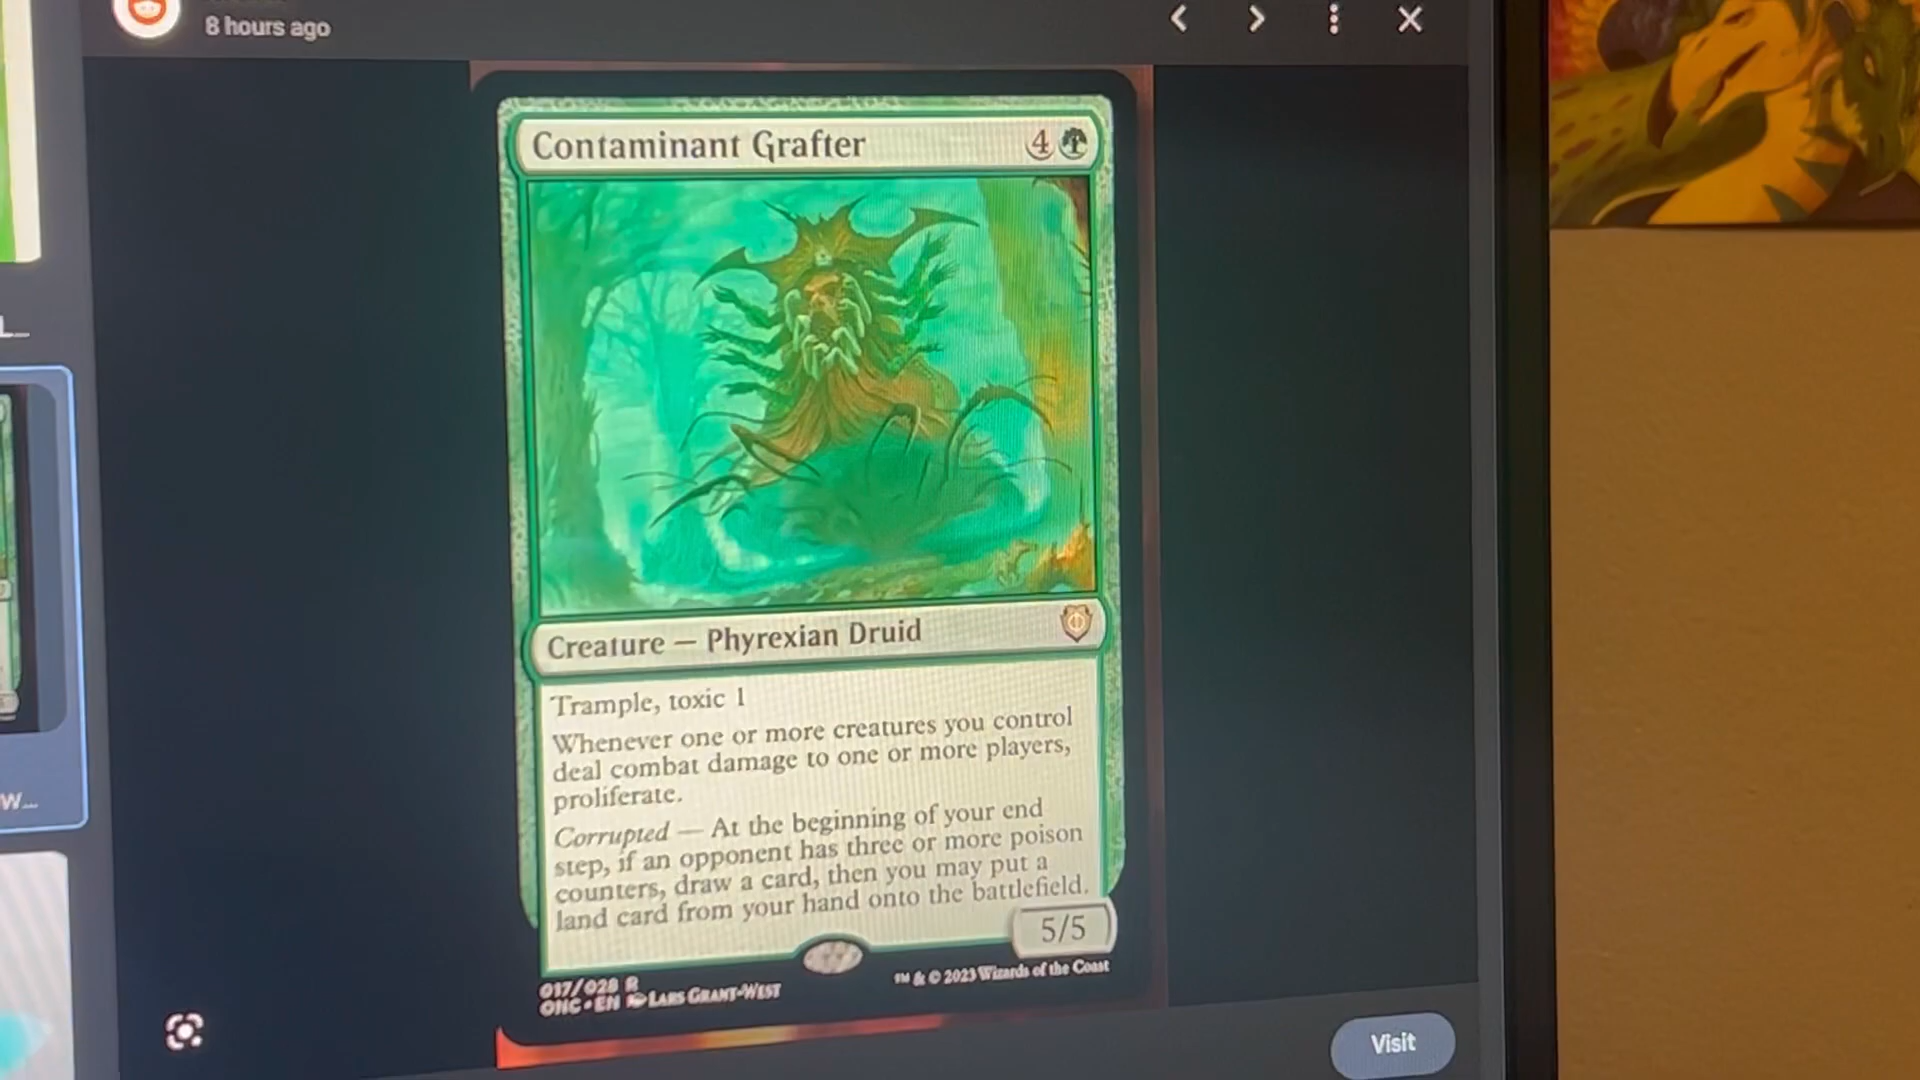 8 hours ago
Contaminant Grafter 4
L...
W...
Creature — Phyrexian Druid
Trample, toxic 1
Whenever one or more creatures you control
deal combat damage to one or more players,
proliferate.
Corrupted — At the beginning of your end
step, if an opponent has three or more poison
counters, draw a card, then you may put a
land card from your hand onto the battlefield.
5/5
017/028 R
ONC • EN LARS GRANT-WEST
™ & © 2023 Wizards of the Coast
Visit